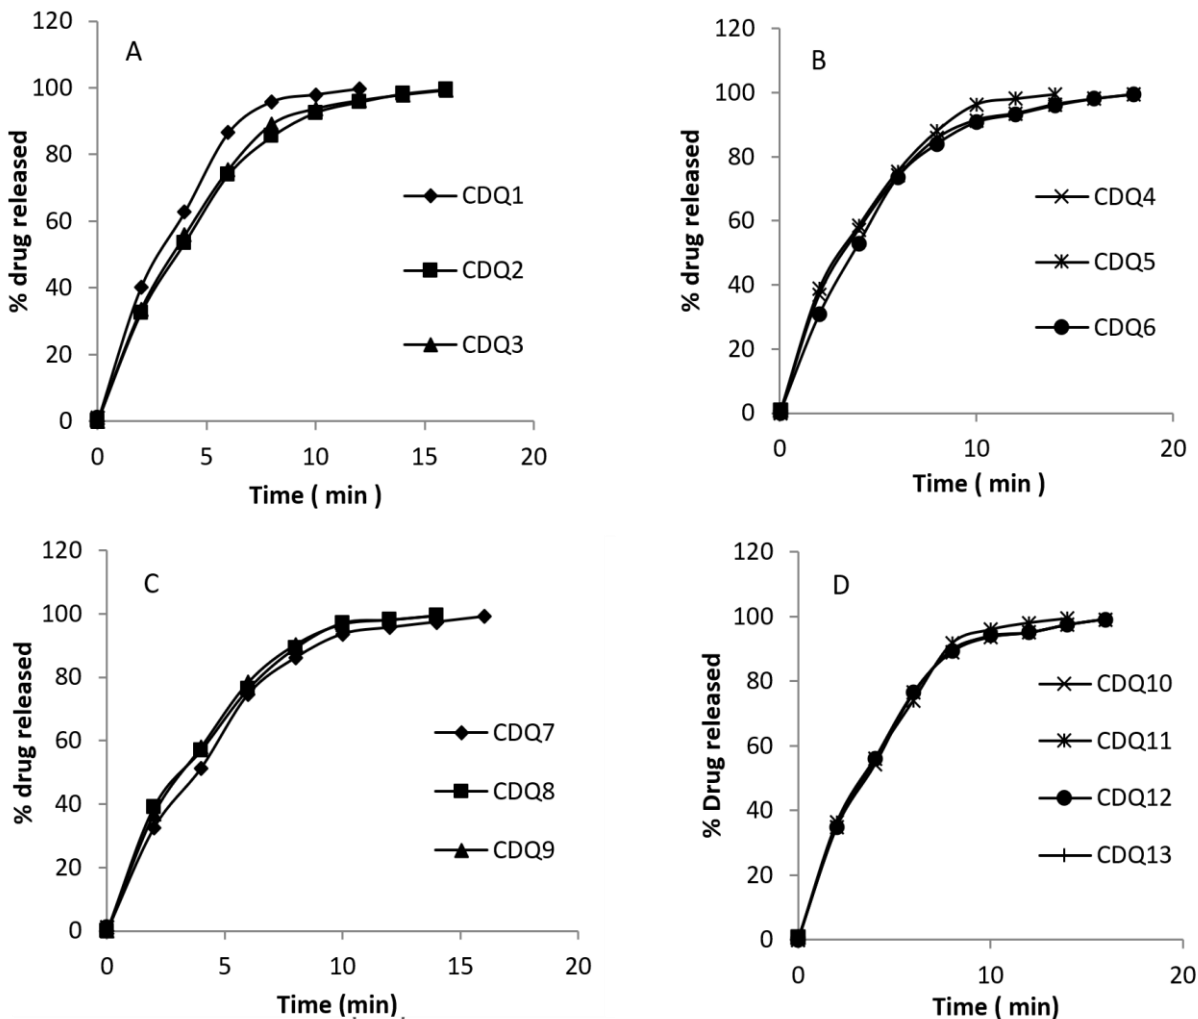 A
% drug released
120
100
80
60
40
20
0
0
5
10
15
20
Time ( min )
CDQ1
CDQ2
CDQ3
B
% drug released
120
100
80
60
40
20
0
0
10
20
Time ( min )
CDQ4
CDQ5
CDQ6
C
% drug released
120
100
80
60
40
20
0
0
5
10
15
20
Time (min)
CDQ7
CDQ8
CDQ9
D
% Drug released
120
100
80
60
40
20
0
0
10
20
Time ( min)
CDQ10
CDQ11
CDQ12
CDQ13